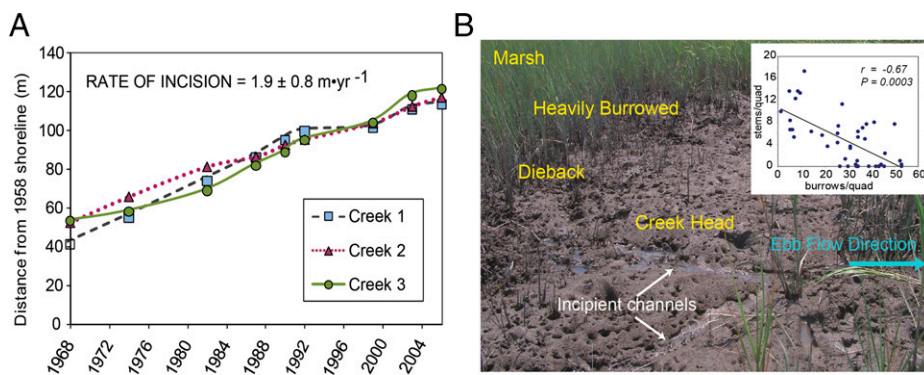 A
RATE OF INCISION = 1.9 ± 0.8 m•yr -1
Distance from 1958 shoreline (m)
140
120
100
80
60
40
20
0
1968
1972
1976
1980
1984
1988
1992
1996
2000
2004
Creek 1
Creek 2
Creek 3
B
Marsh
Heavily Burrowed
Dieback
Creek Head
Ebb Flow Direction
Incipient channels
r = -0.67
P = 0.0003
stems/quad
20
16
12
8
4
0
0 10 20 30 40 50 60
burrows/quad